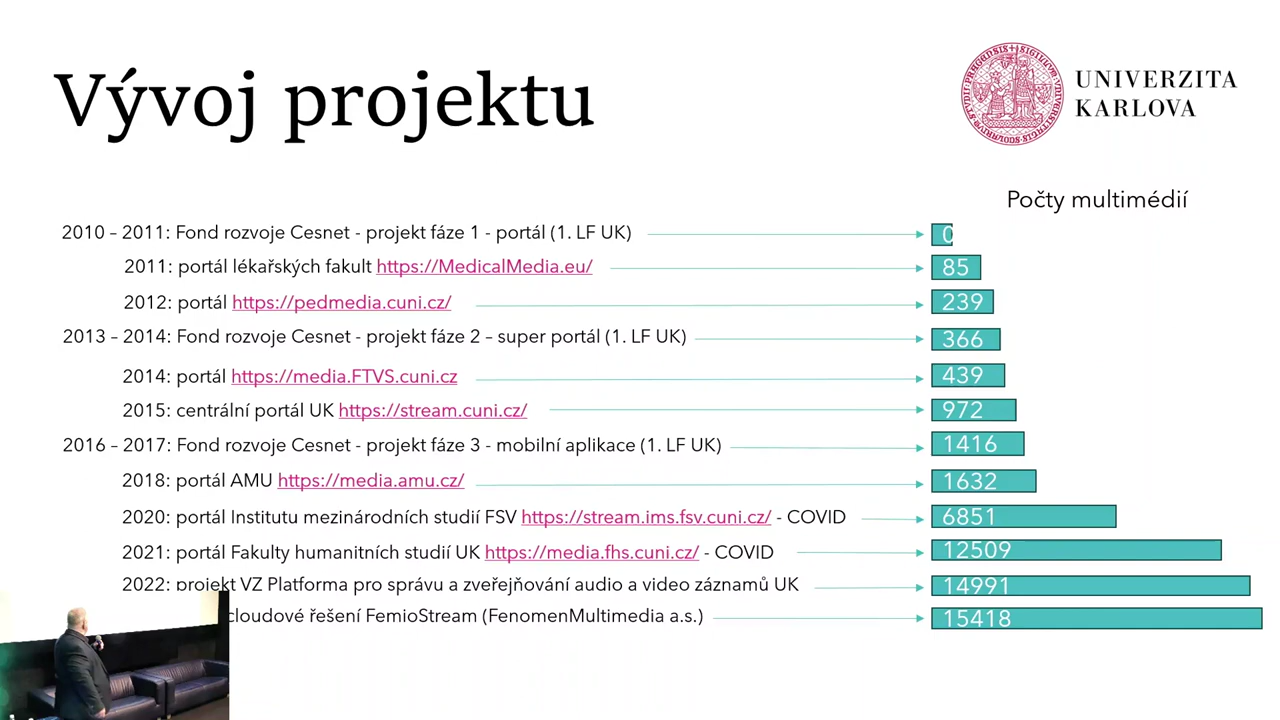 Vývoj projektu
UNIVERZITA
KARLOVA
Počty multimédií
2010 – 2011: Fond rozvoje Cesnet - projekt fáze 1 - portál (1. LF UK) 0
2011: portál lékařských fakult https://MedicalMedia.eu/ 85
2012: portál https://pedmedia.cuni.cz/ 239
2013 – 2014: Fond rozvoje Cesnet - projekt fáze 2 – super portál (1. LF UK) 366
2014: portál https://media.FTVS.cuni.cz 439
2015: centrální portál UK https://stream.cuni.cz/ 972
2016 – 2017: Fond rozvoje Cesnet - projekt fáze 3 - mobilní aplikace (1. LF UK) 1416
2018: portál AMU https://media.amu.cz/ 1632
2020: portál Institutu mezinárodních studií FSV https://stream.ims.fsv.cuni.cz/ - COVID 6851
2021: portál Fakulty humanitních studií UK https://media.fhs.cuni.cz/ - COVID 12509
2022: projekt VZ Platforma pro správu a zveřejňování audio a video záznamů UK 14991
cloudové řešení FemioStream (FenomenMultimedia a.s.) 15418